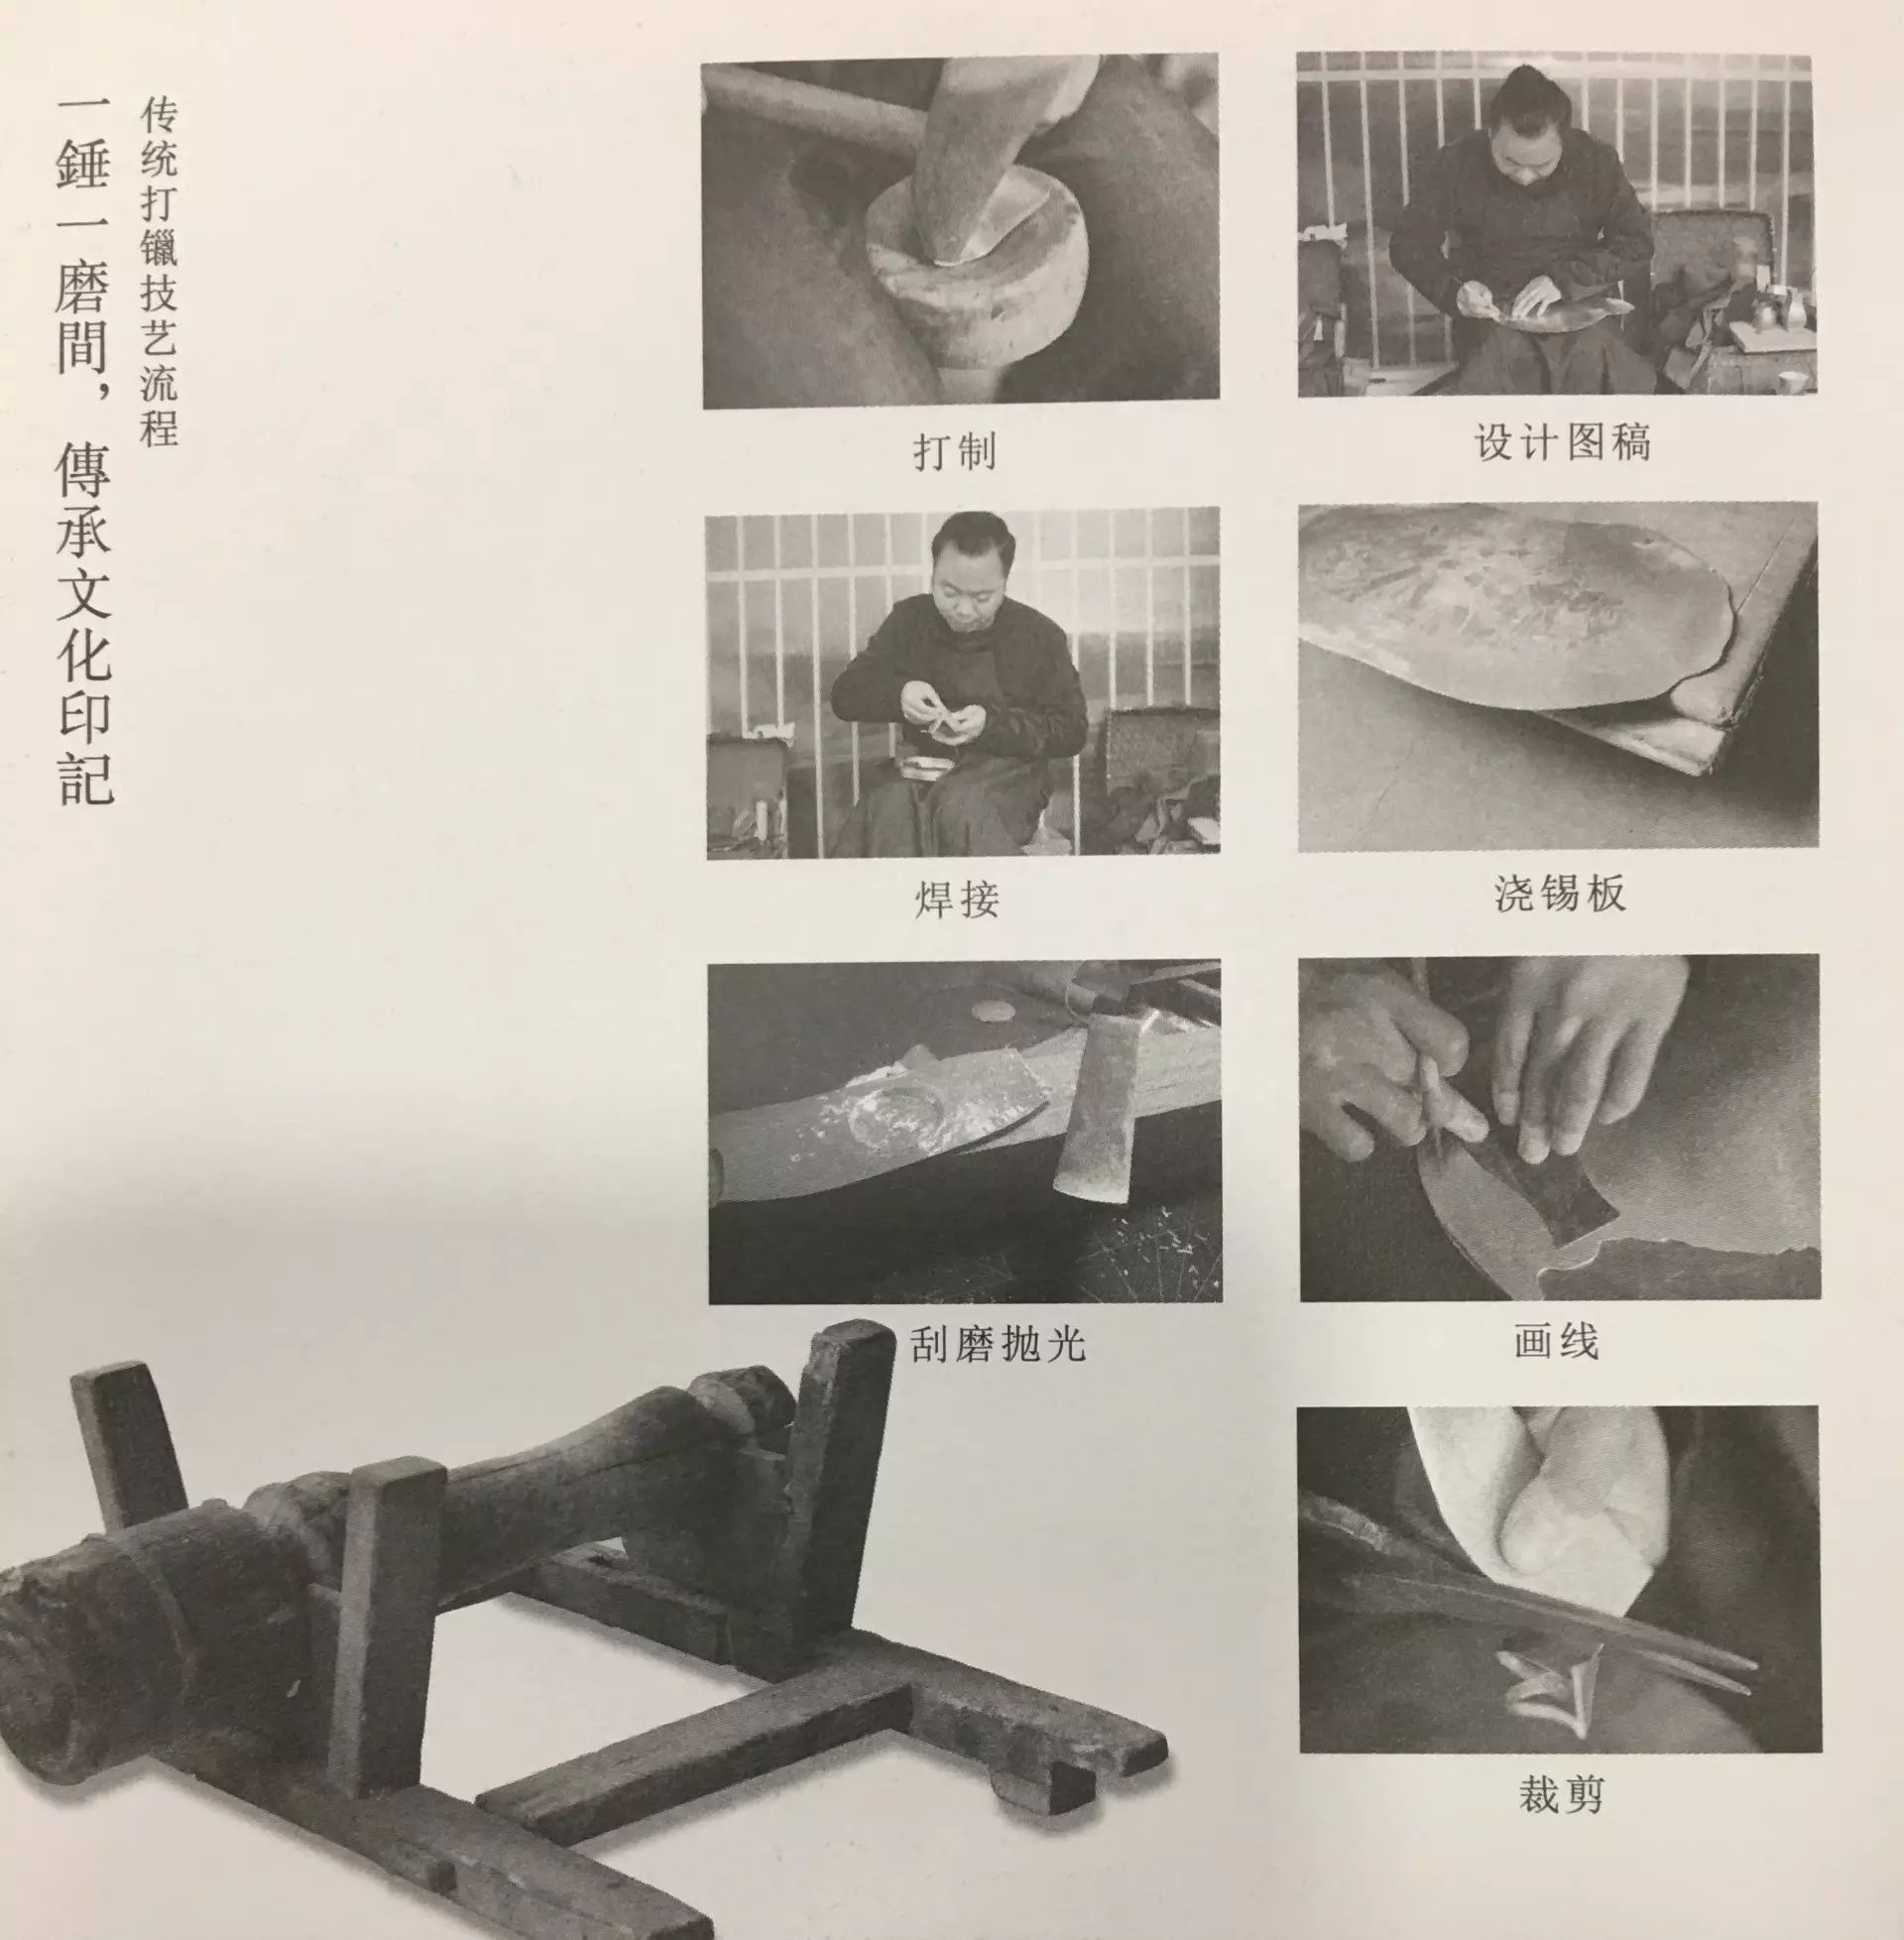 一錘一磨間，傳承文化印記
传统打镴技艺流程
设计图稿
浇锡板
画线
裁剪
打制
焊接
刮磨抛光